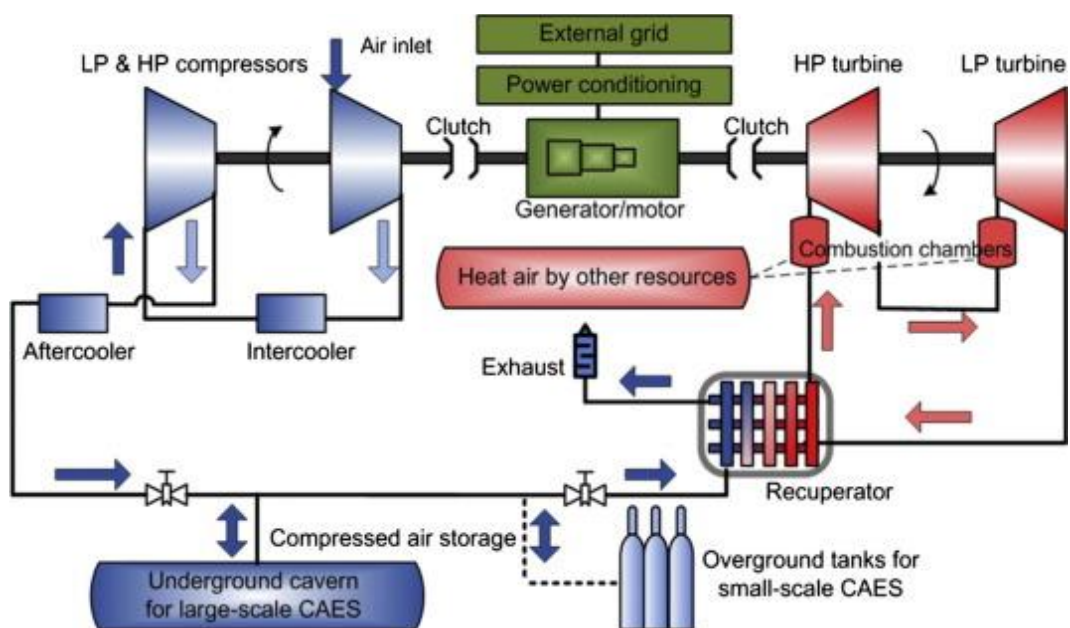 External grid
Air inlet
LP & HP compressors
HP turbine
LP turbine
Power conditioning
Clutch
Clutch
Generator/motor
Combustion chambers
Heat air by other resources
Aftercooler
Intercooler
Exhaust
Recuperator
Compressed air storage
Underground cavern
for large-scale CAES
Overground tanks for
small-scale CAES